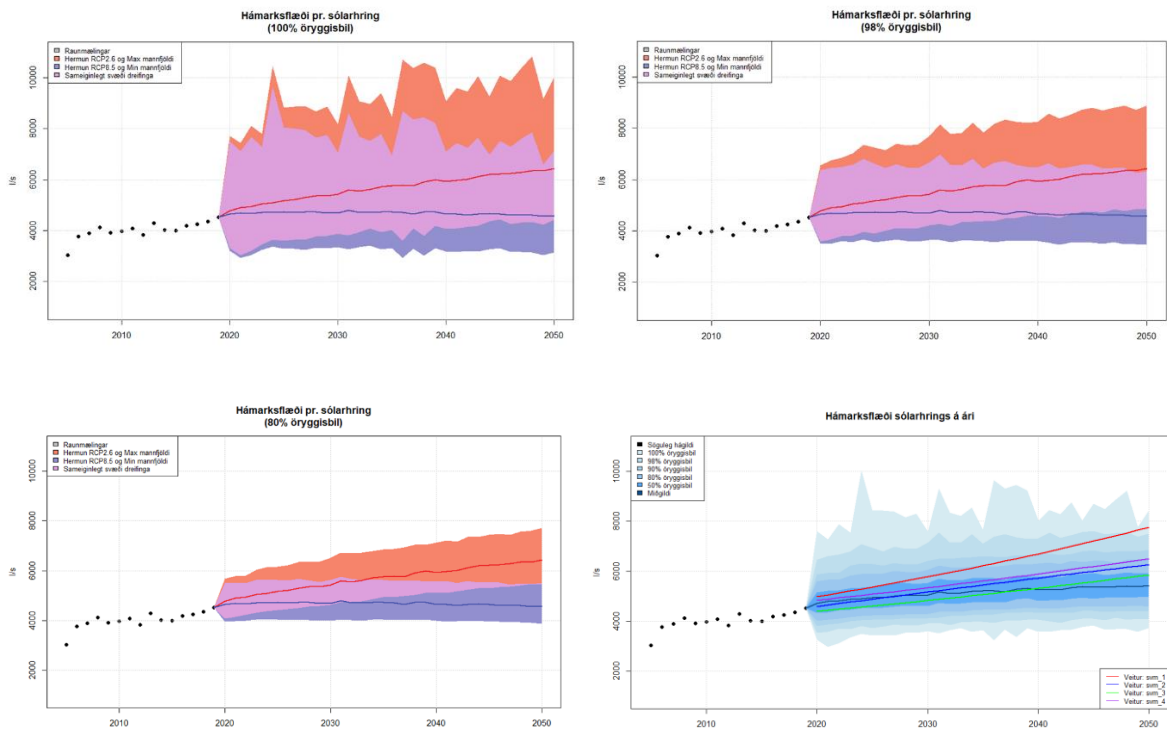 Hámarksflæði pr. sólarhring
(100% öryggisbil)
Raunmælingar
Hermun RCP2.6 og Max mannfjöldi
Hermun RCP8.5 og Min mannfjöldi
Sameiginlegt svæði dreifinga
l/s
10000
8000
6000
4000
2000
2010
2020
2030
2040
2050
Hámarksflæði pr. sólarhring
(98% öryggisbil)
Raunmælingar
Hermun RCP2.6 og Max mannfjöldi
Hermun RCP8.5 og Min mannfjöldi
Sameiginlegt svæði dreifinga
l/s
10000
8000
6000
4000
2000
2010
2020
2030
2040
2050
Hámarksflæði pr. sólarhring
(80% öryggisbil)
Raunmælingar
Hermun RCP2.6 og Max mannfjöldi
Hermun RCP8.5 og Min mannfjöldi
Sameiginlegt svæði dreifinga
l/s
10000
8000
6000
4000
2000
2010
2020
2030
2040
2050
Hámarksflæði sólarhrings á ári
Söguleg hágildi
100% öryggisbil
98% öryggisbil
90% öryggisbil
80% öryggisbil
50% öryggisbil
Miðgildi
l/s
10000
8000
6000
4000
2000
2010
2020
2030
2040
2050
Veitur: svm_1
Veitur: svm_2
Veitur: svm_3
Veitur: svm_4